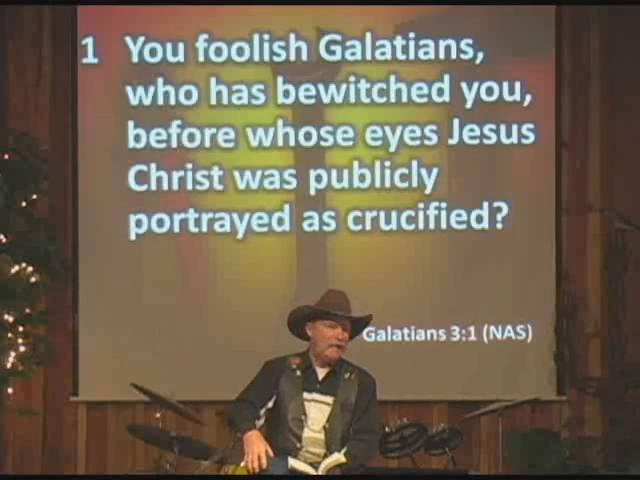 1 You foolish Galatians,
who has bewitched you,
before whose eyes Jesus
Christ was publicly
portrayed as crucified?
Galatians 3:1 (NAS)